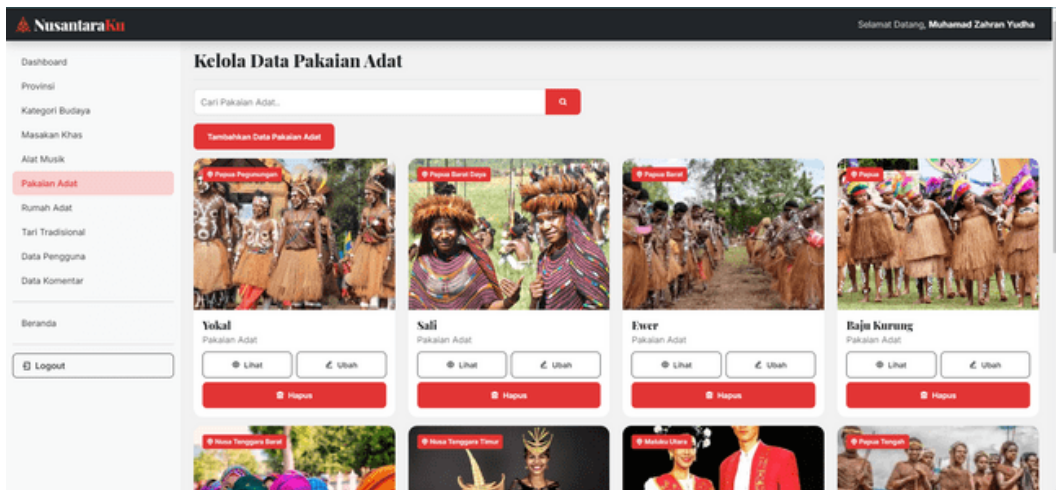 NusantaraKu
Selamat Datang, Muhamad Zahran Yudha
Dashboard
Provinsi
Kategori Budaya
Masakan Khas
Alat Musik
Pakaian Adat
Rumah Adat
Tari Tradisional
Data Pengguna
Data Komentar
Beranda
Logout
Kelola Data Pakaian Adat
Cari Pakaian Adat..
Tambahkan Data Pakaian Adat
Papua Pegunungan
Papua Barat Daya
Papua Barat
Papua
Yokal
Sali
Ewer
Baju Kurung
Pakaian Adat
Pakaian Adat
Pakaian Adat
Pakaian Adat
Lihat
Ubah
Lihat
Ubah
Lihat
Ubah
Lihat
Ubah
Hapus
Hapus
Hapus
Hapus
Nusa Tenggara Barat
Nusa Tenggara Timur
Maluku Utara
Papua Tengah